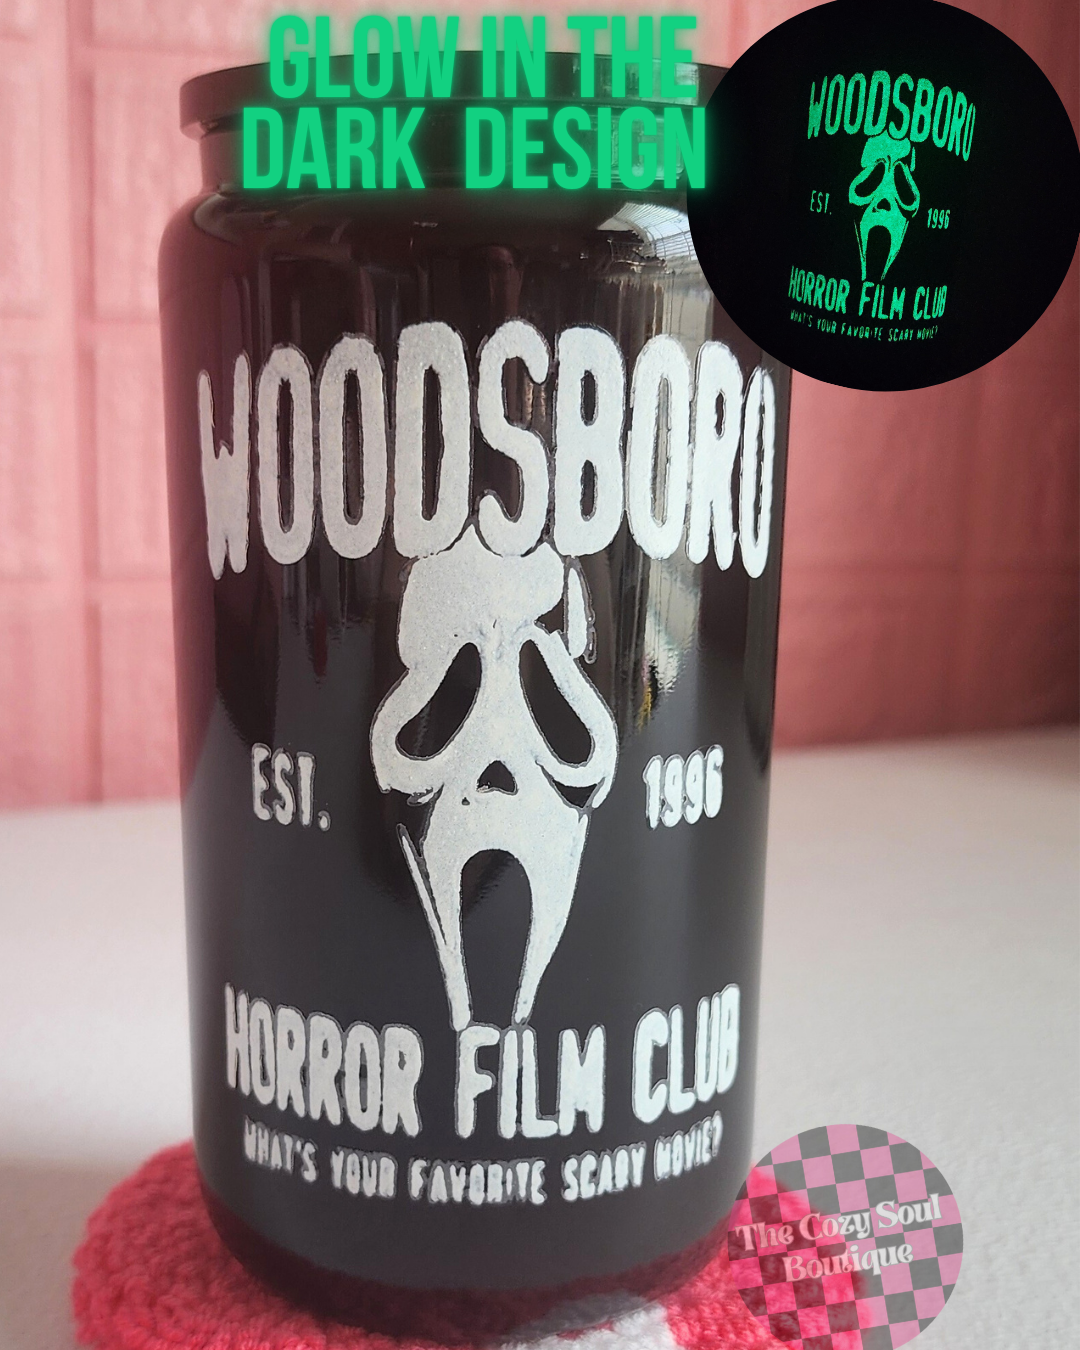 GLOW IN THE
DARK DESIGN
WOODSBORO
EST. 1996
HORROR FILM CLUB
WHAT'S YOUR FAVORITE SCARY MOVIE?
WOODSBORO
EST. 1996
HORROR FILM CLUB
WHAT'S YOUR FAVORITE SCARY MOVIE?
The Cozy Soul
Boutique